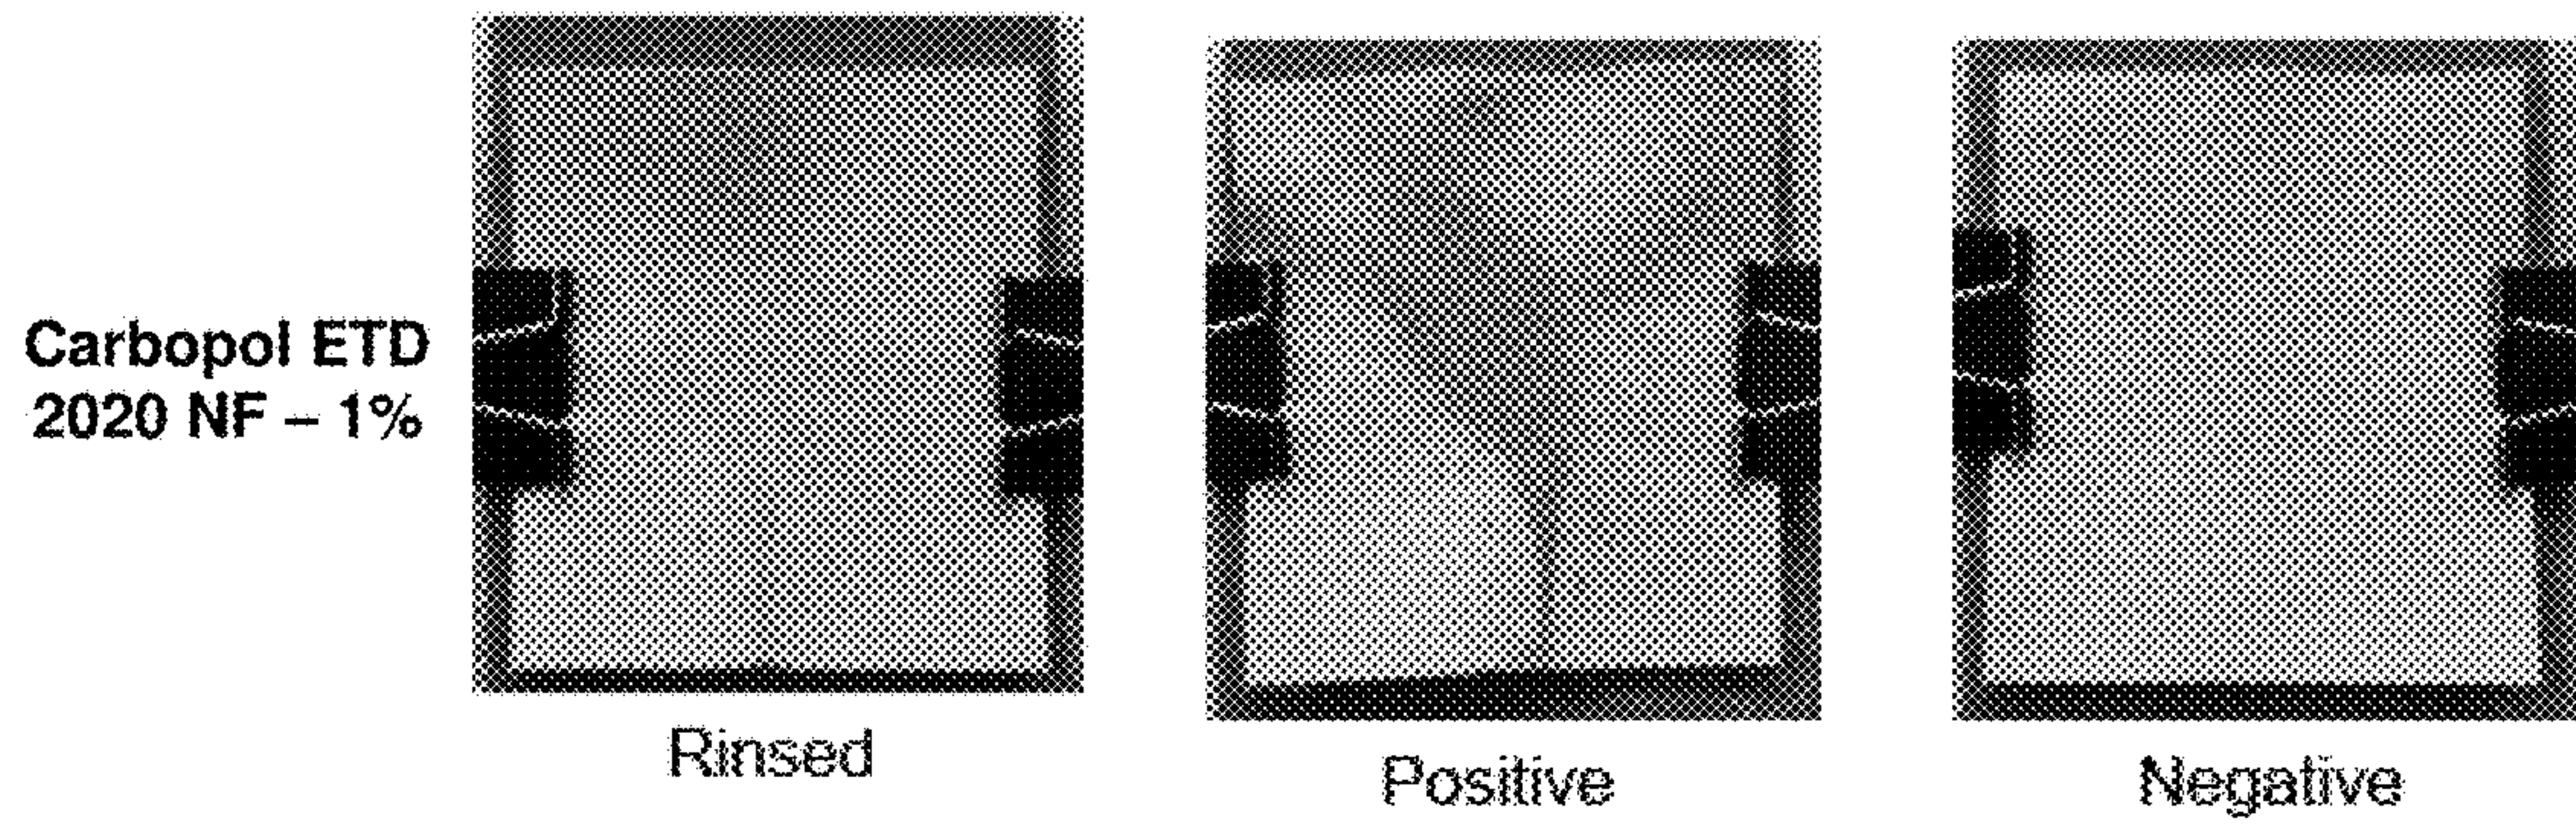 Carbopol ETD
2020 NF – 1%
Rinsed
Positive
Negative